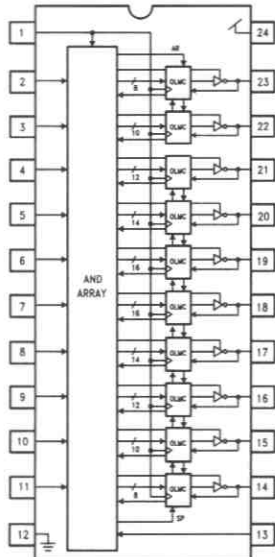 1 24
AR
2 8 OLMC 23
3 10 OLMC 22
4 12 OLMC 21
5 14 OLMC 20
6 16 OLMC 19
AND
ARRAY
7 16 OLMC 18
8 14 OLMC 17
9 12 OLMC 16
10 10 OLMC 15
11 8 OLMC 14
SP
12 13